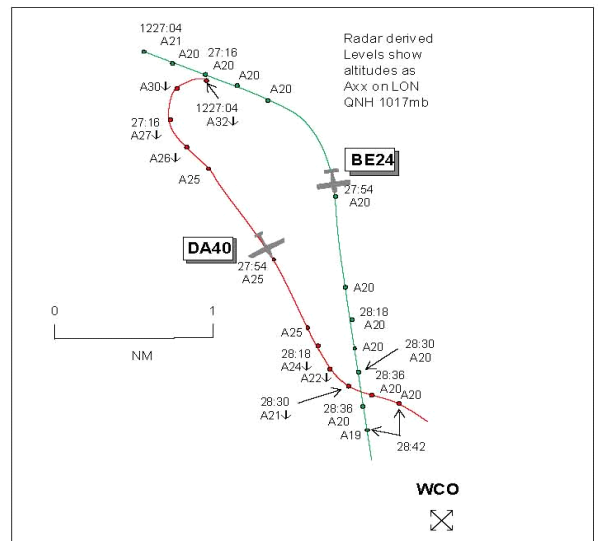 1227:04
A21
A20
27:16
A20
A20
A20
Radar derived
Levels show
altitudes as
Axx on LON
QNH 1017mb
A30↓
1227:04
A32↓
27:16
A27↓
A26↓
A25
BE24
27:54
A20
DA40
27:54
A25
0
1
NM
A20
28:18
A20
A25
28:18
A24↓
A22↓
A20
28:30
A20
28:36
A20
A20
28:30
A21↓
28:36
A20
A19
28:42
WCO